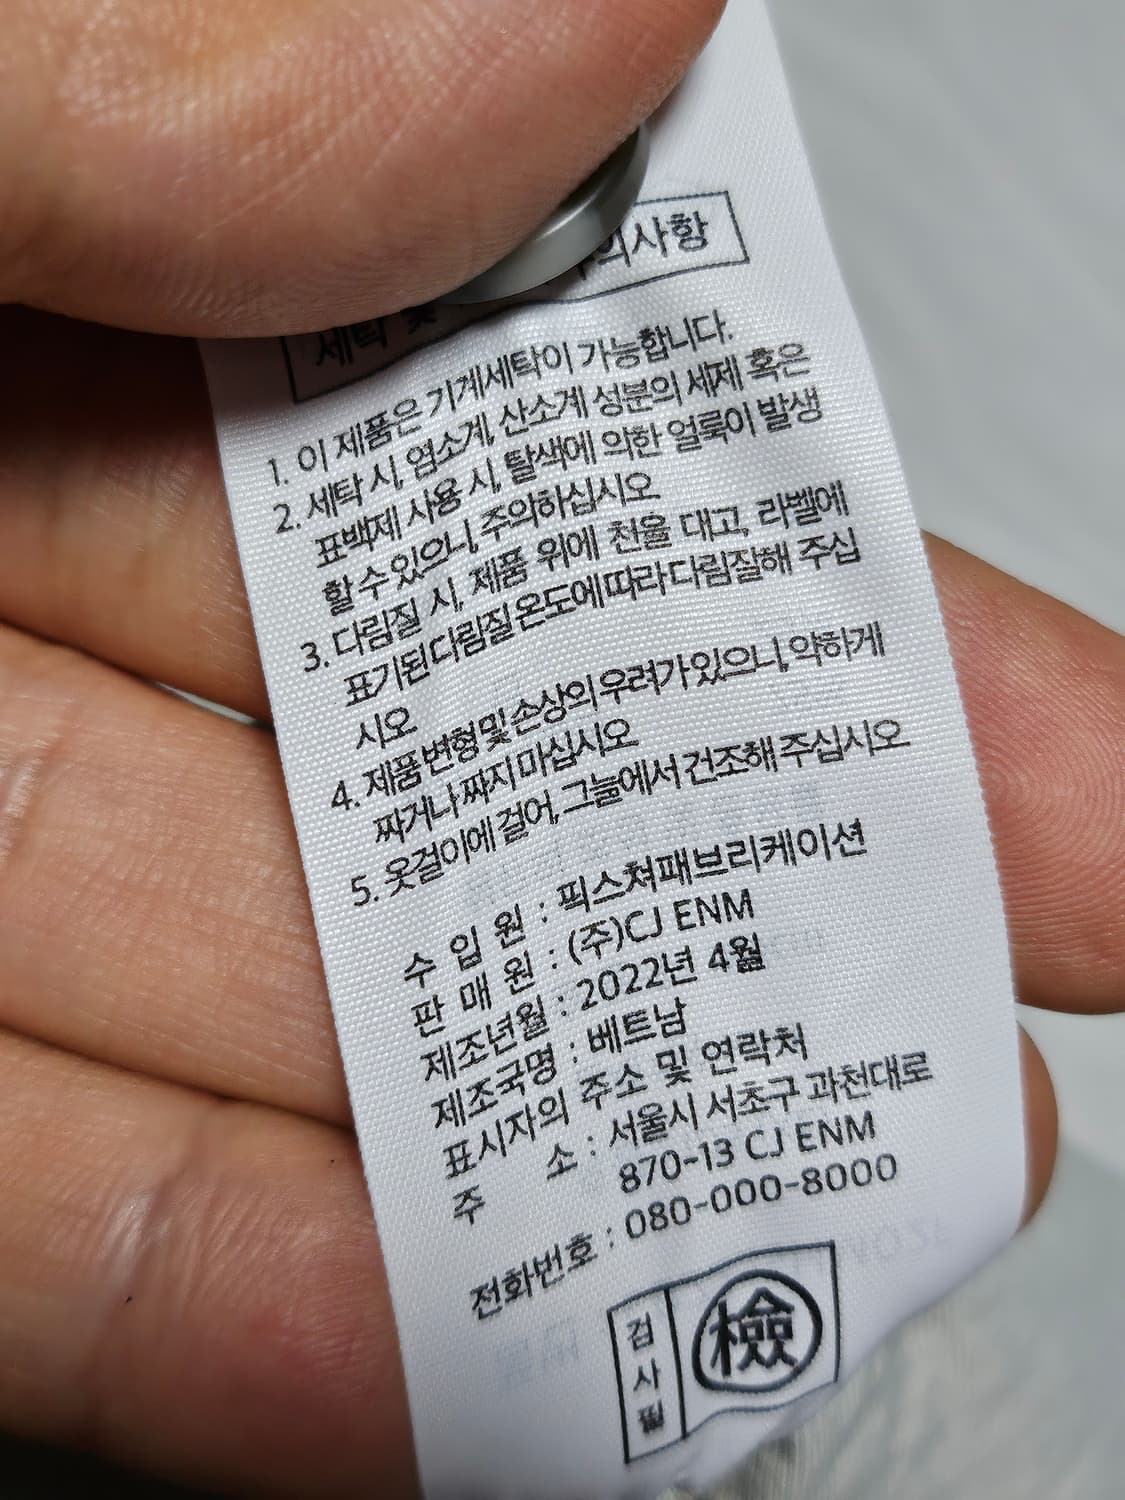 세탁 및 주의사항
1. 이 제품은 기계세탁이 가능합니다.
2. 세탁 시, 염소계, 산소계 성분의 세제 혹은
표백제 사용 시, 탈색에 의한 얼룩이 발생
할 수 있으니, 주의하십시오
3. 다림질 시, 제품 위에 천을 대고, 라벨에
표기된 다림질 온도에 따라 다림질해 주십
시오
4. 제품 변형 및 손상의 우려가 있으니, 약하게
짜거나 짜지 마십시오
5. 옷걸이에 걸어, 그늘에서 건조해 주십시오
수 입 원 : 픽스쳐패브리케이션
판 매 원 : (주)CJ ENM
제조년월 : 2022년 4월
제조국명 : 베트남
표시자의 주소 및 연락처
주 소 : 서울시 서초구 과천대로
870-13 CJ ENM
전화번호 : 080-000-8000
검사필 檢